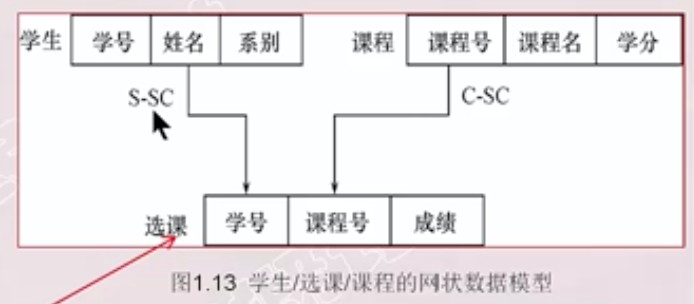 学生 学号 姓名 系别 课程 课程号 课程名 学分
S-SC C-SC
选课 学号 课程号 成绩
图1.13 学生/选课/课程的网状数据模型